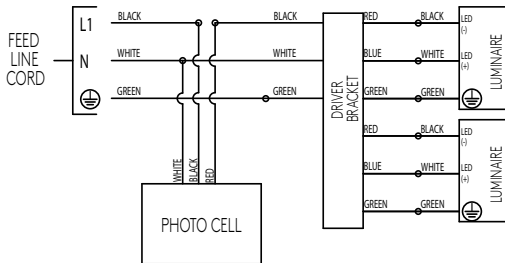 FEED
LINE
CORD
L1
N
BLACK
BLACK
WHITE
WHITE
GREEN
GREEN
WHITE
BLACK
RED
PHOTO CELL
DRIVER
BRACKET
RED
BLACK
LED
(-)
BLUE
WHITE
LED
(+)
GREEN
GREEN
LUMINAIRE
RED
BLACK
LED
(-)
BLUE
WHITE
LED
(+)
GREEN
GREEN
LUMINAIRE